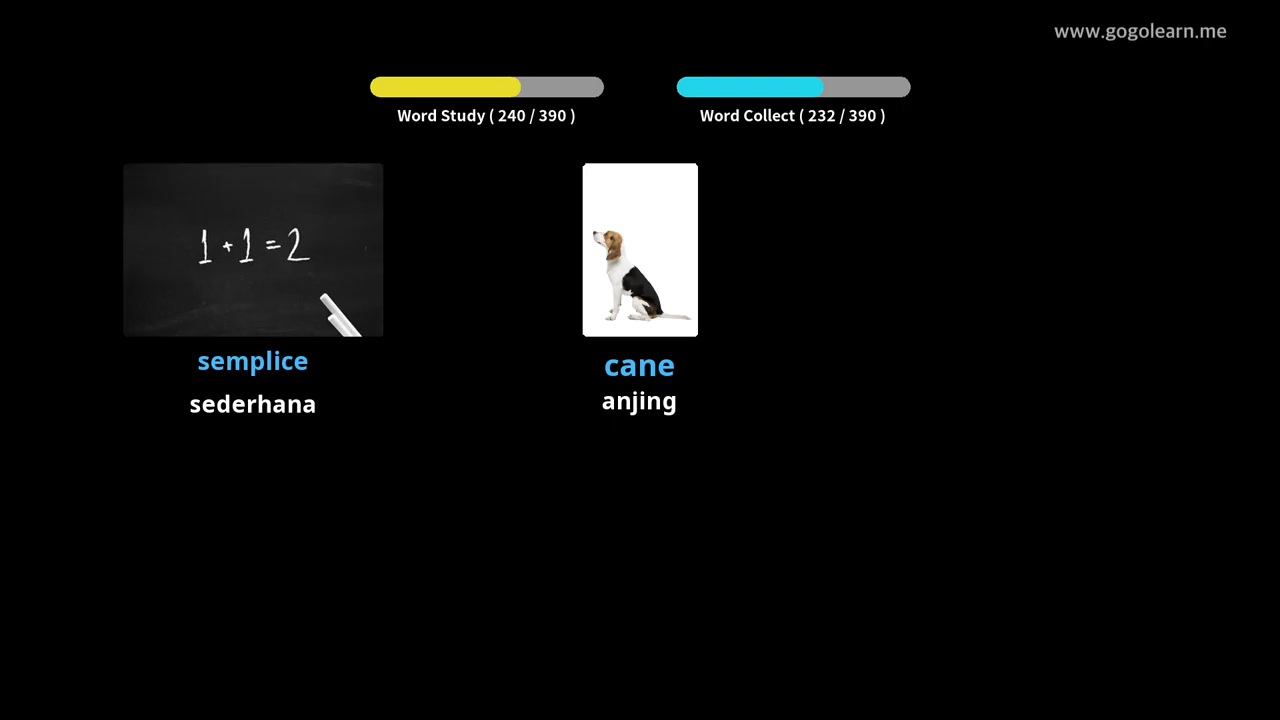 www.gogolearn.me
Word Study ( 240 / 390 )
Word Collect ( 232 / 390 )
1 + 1 = 2
semplice
sederhana
cane
anjing